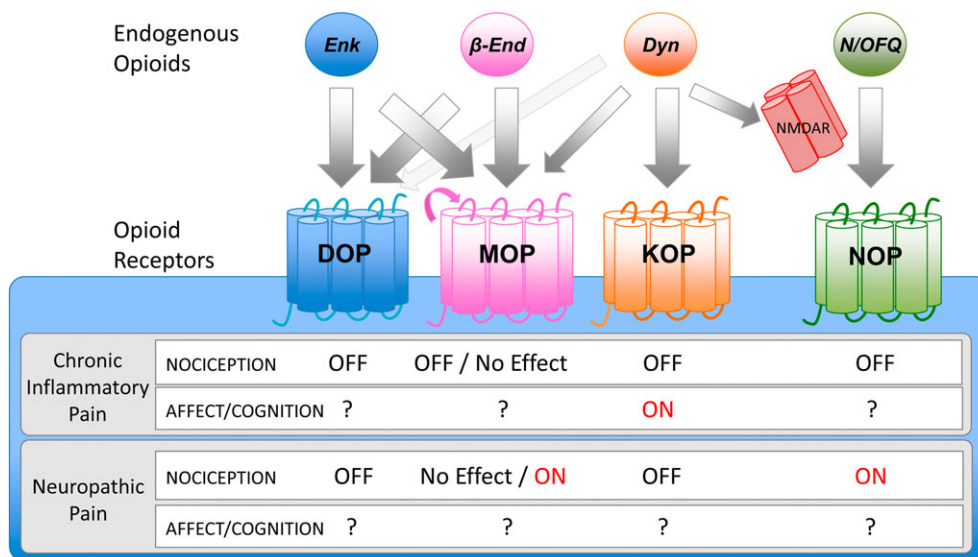 Endogenous
Opioids
Enk
β-End
Dyn
N/OFQ
NMDAR
Opioid
Receptors
DOP
MOP
KOP
NOP
Chronic
Inflammatory
Pain
NOCICEPTION OFF OFF / No Effect OFF OFF
AFFECT/COGNITION ? ? ON ?
Neuropathic
Pain
NOCICEPTION OFF No Effect / ON OFF ON
AFFECT/COGNITION ? ? ? ?